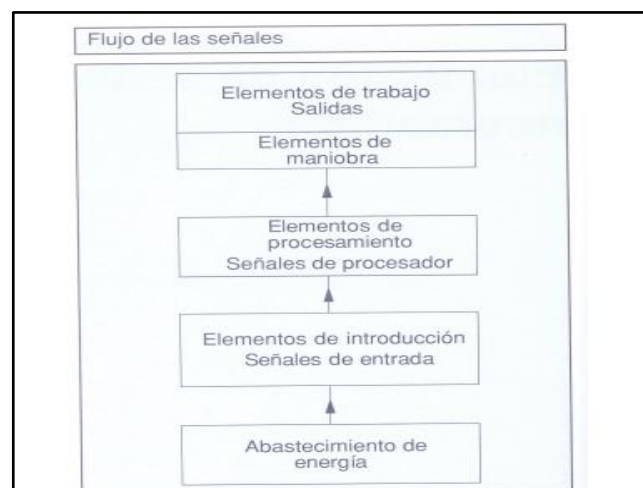 Flujo de las señales
Elementos de trabajo
Salidas
Elementos de
maniobra
Elementos de
procesamiento
Señales de procesador
Elementos de introducción
Señales de entrada
Abastecimiento de
energía